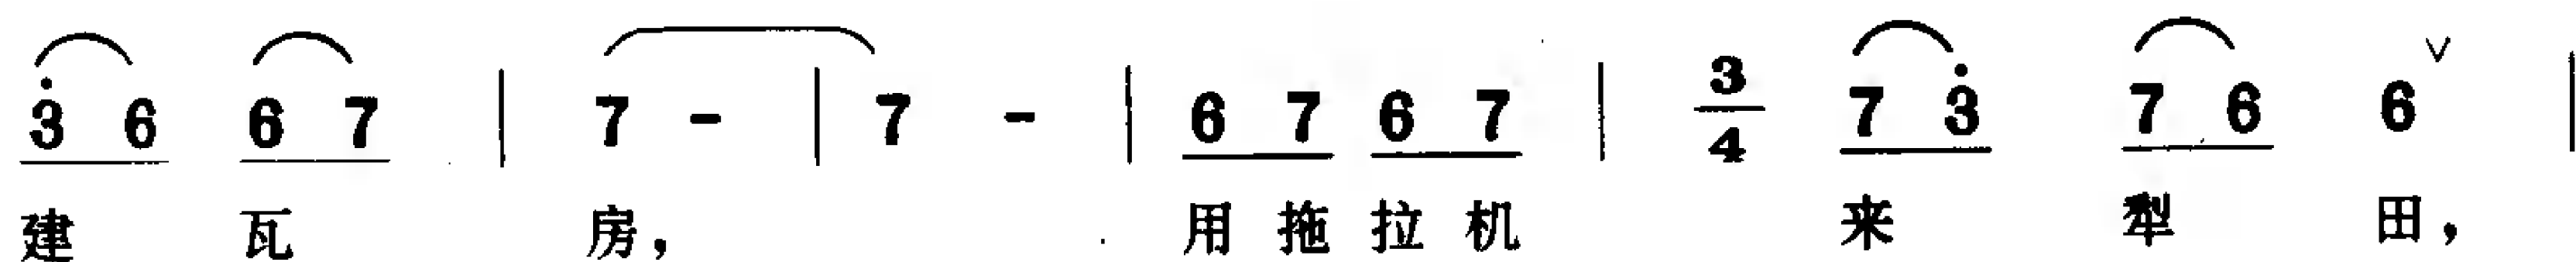 3̇ 6 6 7 | 7 - | 7 - | 6 7 6 7 | 3/4 7 3̇ 7 6 6 ∨ |
建 瓦 房， 用 拖 拉 机 来 犁 田，